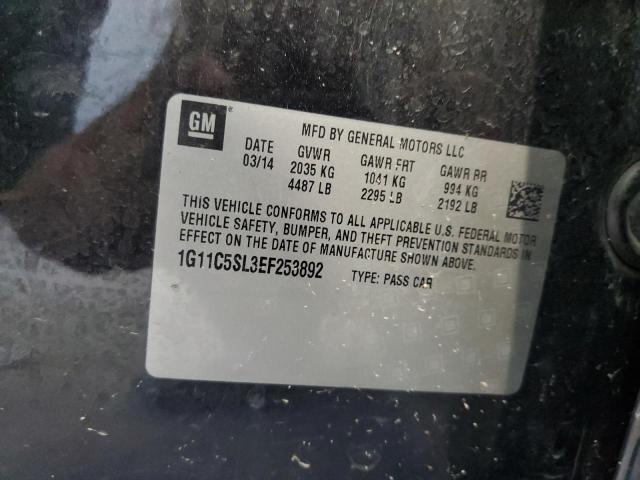 GM
MFD BY GENERAL MOTORS LLC
DATE GVWR GAWR FRT GAWR RR
03/14 2035 KG 1041 KG 994 KG
4487 LB 2295 LB 2192 LB
THIS VEHICLE CONFORMS TO ALL APPLICABLE U.S. FEDERAL MOTOR
VEHICLE SAFETY, BUMPER, AND THEFT PREVENTION STANDARDS IN
EFFECT ON THE DATE OF MANUFACTURE SHOWN ABOVE.
1G11C5SL3EF253892 TYPE: PASS CAR